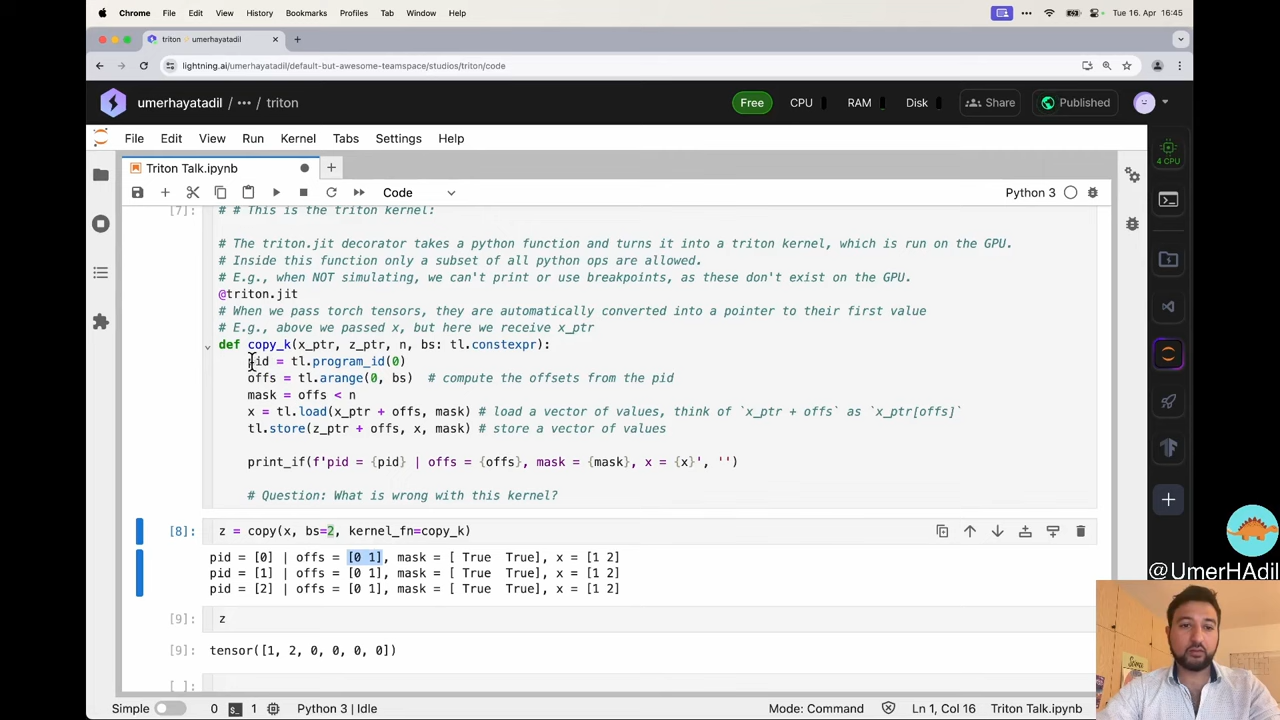 Chrome File Edit View History Bookmarks Profiles Tab Window Help Tue 16. Apr 16:45
triton umerhayatadil
lightning.ai/umerhayatadil/default-but-awesome-teamspace/studios/triton/code
umerhayatadil / ··· / triton Free CPU RAM Disk Share Published
File Edit View Run Kernel Tabs Settings Help
4 CPU
Triton Talk.ipynb
Code Python 3
[7]: # # This is the triton kernel:
# The triton.jit decorator takes a python function and turns it into a triton kernel, which is run on the GPU.
# Inside this function only a subset of all python ops are allowed.
# E.g., when NOT simulating, we can't print or use breakpoints, as these don't exist on the GPU.
@triton.jit
# When we pass torch tensors, they are automatically converted into a pointer to their first value
# E.g., above we passed x, but here we receive x_ptr
def copy_k(x_ptr, z_ptr, n, bs: tl.constexpr):
pid = tl.program_id(0)
offs = tl.arange(0, bs) # compute the offsets from the pid
mask = offs < n
x = tl.load(x_ptr + offs, mask) # load a vector of values, think of `x_ptr + offs` as `x_ptr[offs]`
tl.store(z_ptr + offs, x, mask) # store a vector of values
print_if(f'pid = {pid} | offs = {offs}, mask = {mask}, x = {x}', '')
# Question: What is wrong with this kernel?
[8]: z = copy(x, bs=2, kernel_fn=copy_k)
pid = [0] | offs = [0 1], mask = [ True  True], x = [1 2]
pid = [1] | offs = [0 1], mask = [ True  True], x = [1 2]
pid = [2] | offs = [0 1], mask = [ True  True], x = [1 2]
@UmerHAdil
[9]: z
[9]: tensor([1, 2, 0, 0, 0, 0])
[ ]:
Simple 0 1 Python 3 | Idle Mode: Command Ln 1, Col 16 Triton Talk.ipynb